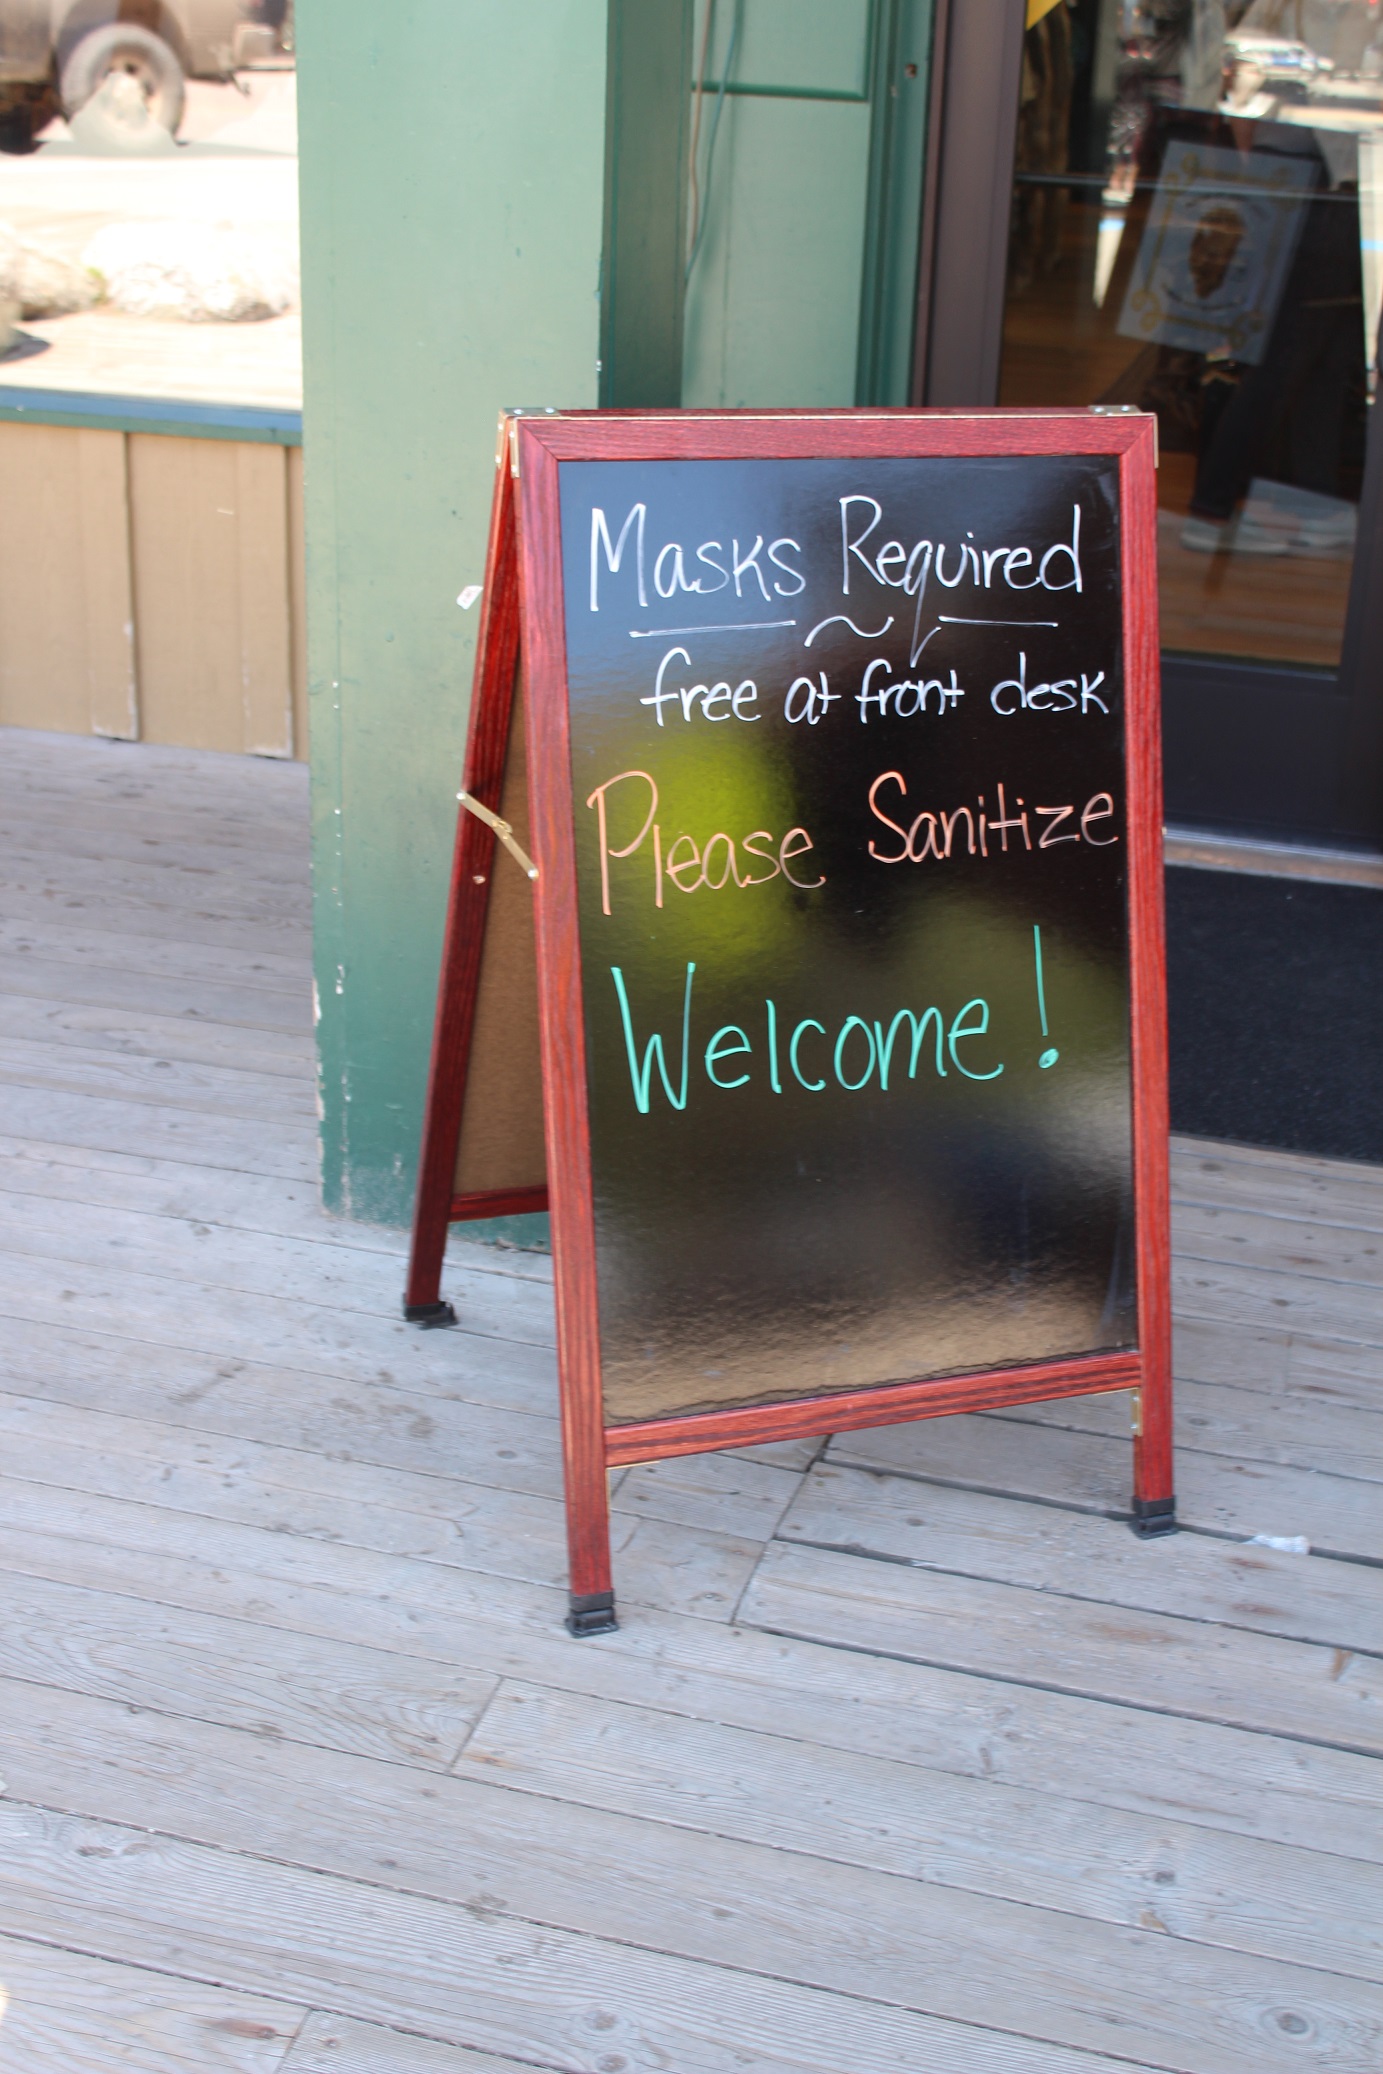 Masks Required
free at front desk
Please Sanitize
Welcome!